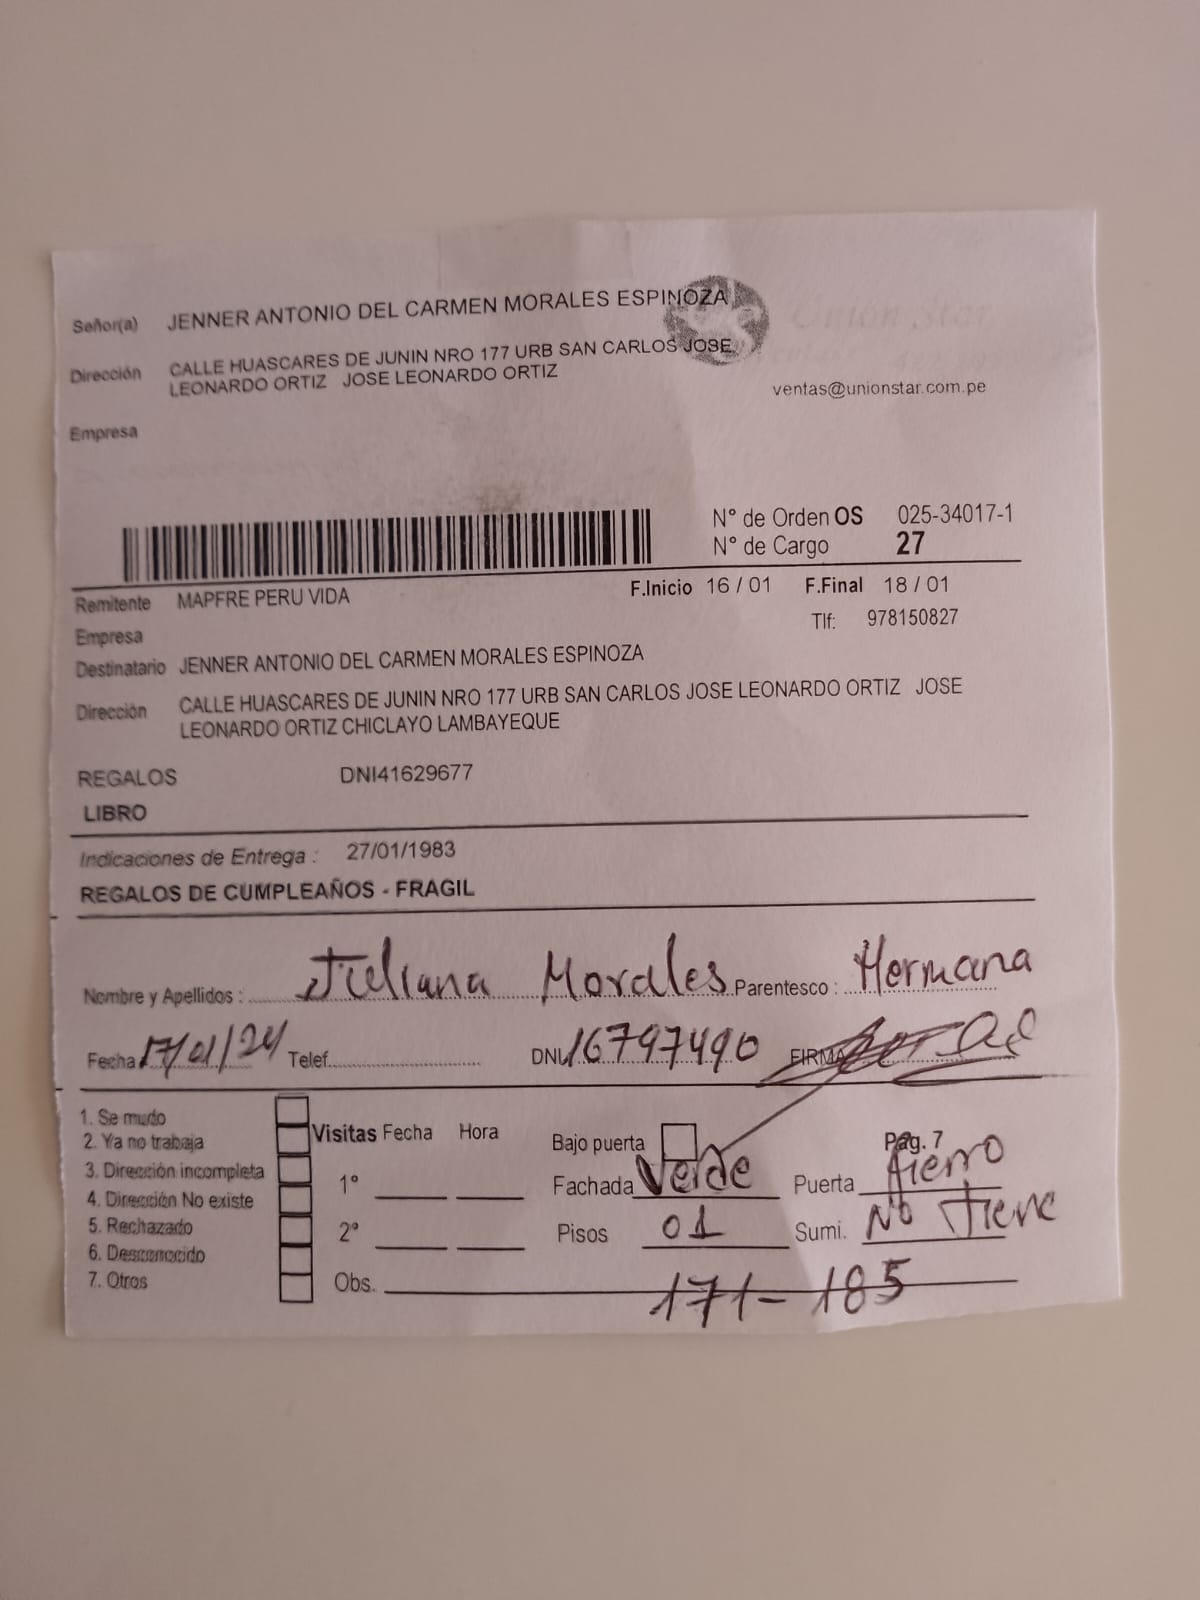 Señor(a) JENNER ANTONIO DEL CARMEN MORALES ESPINOZA
Union Star
Dirección CALLE HUASCARES DE JUNIN NRO 177 URB SAN CARLOS JOSE
LEONARDO ORTIZ JOSE LEONARDO ORTIZ
ventas@unionstar.com.pe
Empresa
N° de Orden OS 025-34017-1
N° de Cargo 27
Remitente MAPFRE PERU VIDA F.Inicio 16 / 01 F.Final 18 / 01
Empresa Tlf: 978150827
Destinatario JENNER ANTONIO DEL CARMEN MORALES ESPINOZA
Dirección CALLE HUASCARES DE JUNIN NRO 177 URB SAN CARLOS JOSE LEONARDO ORTIZ JOSE
LEONARDO ORTIZ CHICLAYO LAMBAYEQUE
REGALOS DNI41629677
LIBRO
Indicaciones de Entrega : 27/01/1983
REGALOS DE CUMPLEAÑOS - FRAGIL
Nombre y Apellidos : Juliana Morales Parentesco : Hermana
Fecha 17/01/24 Telef. DNI 16797490 FIRMA
1. Se mudo
2. Ya no trabaja
3. Dirección incompleta
4. Dirección No existe
5. Rechazado
6. Desconocido
7. Otros
Visitas Fecha Hora
1°
2°
Obs. 171-185
Bajo puerta Pág. 7
Fachada Verde Puerta fierro
Pisos 01 Sumi. No tiene